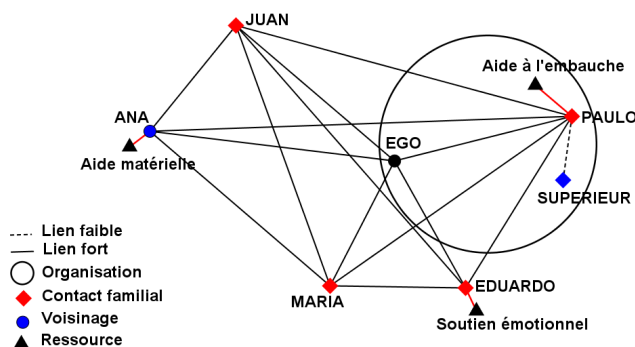 JUAN
Aide à l'embauche
ANA
PAULO
EGO
Aide matérielle
SUPERIEUR
Lien faible
Lien fort
Organisation
Contact familial
Voisinage
Ressource
MARIA
EDUARDO
Soutien émotionnel